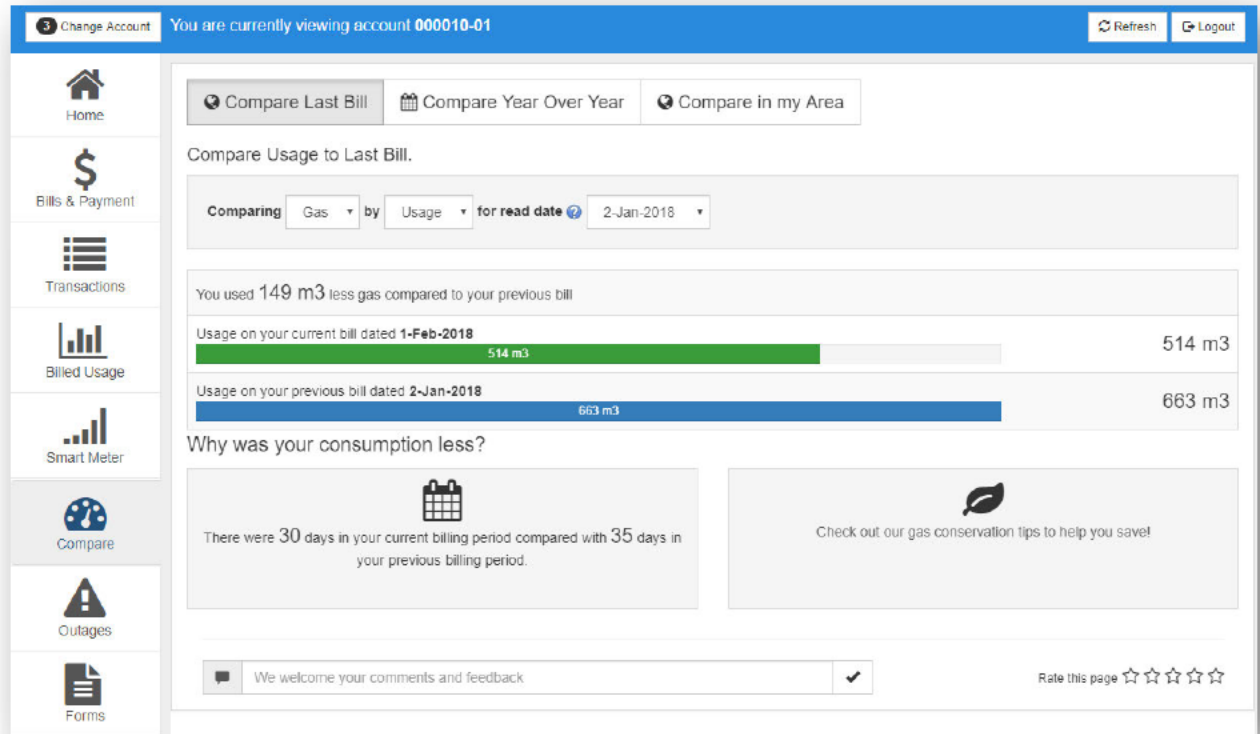 3 Change Account
You are currently viewing account 000010-01
Refresh
Logout
Home
Bills & Payment
Transactions
Billed Usage
Smart Meter
Compare
Outages
Forms
Compare Last Bill
Compare Year Over Year
Compare in my Area
Compare Usage to Last Bill.
Comparing Gas by Usage for read date ? 2-Jan-2018
You used 149 m3 less gas compared to your previous bill
Usage on your current bill dated 1-Feb-2018
514 m3
514 m3
Usage on your previous bill dated 2-Jan-2018
663 m3
663 m3
Why was your consumption less?
There were 30 days in your current billing period compared with 35 days in
your previous billing period.
Check out our gas conservation tips to help you save!
We welcome your comments and feedback
Rate this page